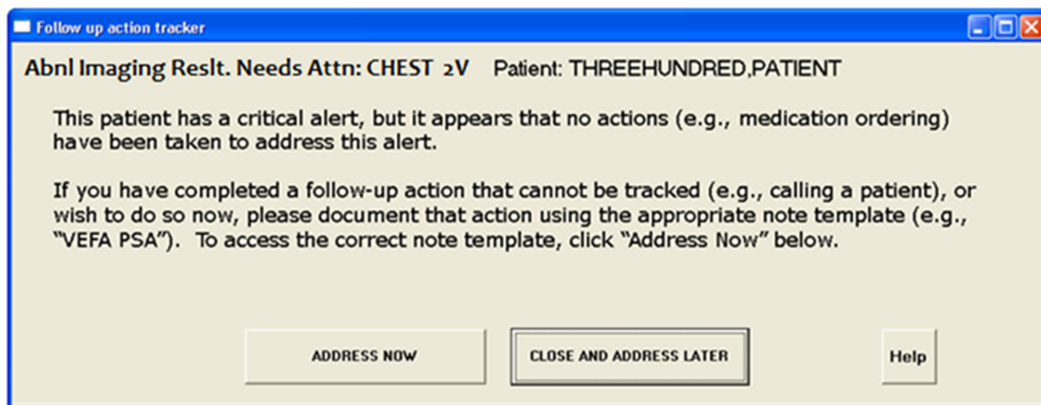 Follow up action tracker
Abnl Imaging Reslt. Needs Attn: CHEST 2V Patient: THREEHUNDRED,PATIENT
This patient has a critical alert, but it appears that no actions (e.g., medication ordering)
have been taken to address this alert.
If you have completed a follow-up action that cannot be tracked (e.g., calling a patient), or
wish to do so now, please document that action using the appropriate note template (e.g.,
“VEFA PSA”). To access the correct note template, click “Address Now” below.
ADDRESS NOW CLOSE AND ADDRESS LATER Help